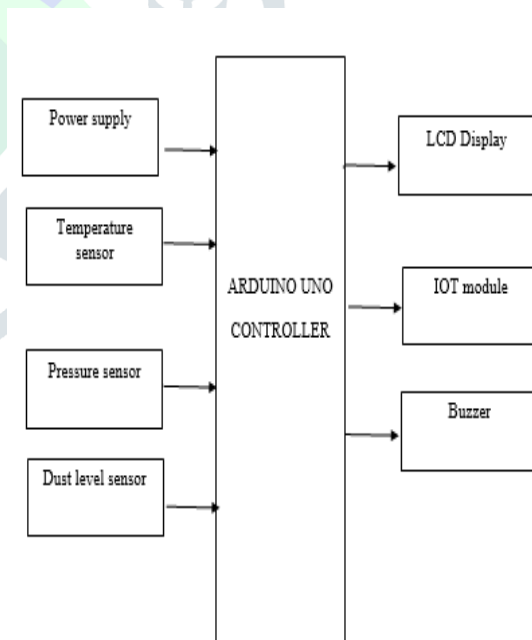 Power supply
Temperature
sensor
Pressure sensor
Dust level sensor
ARDUINO UNO
CONTROLLER
LCD Display
IOT module
Buzzer